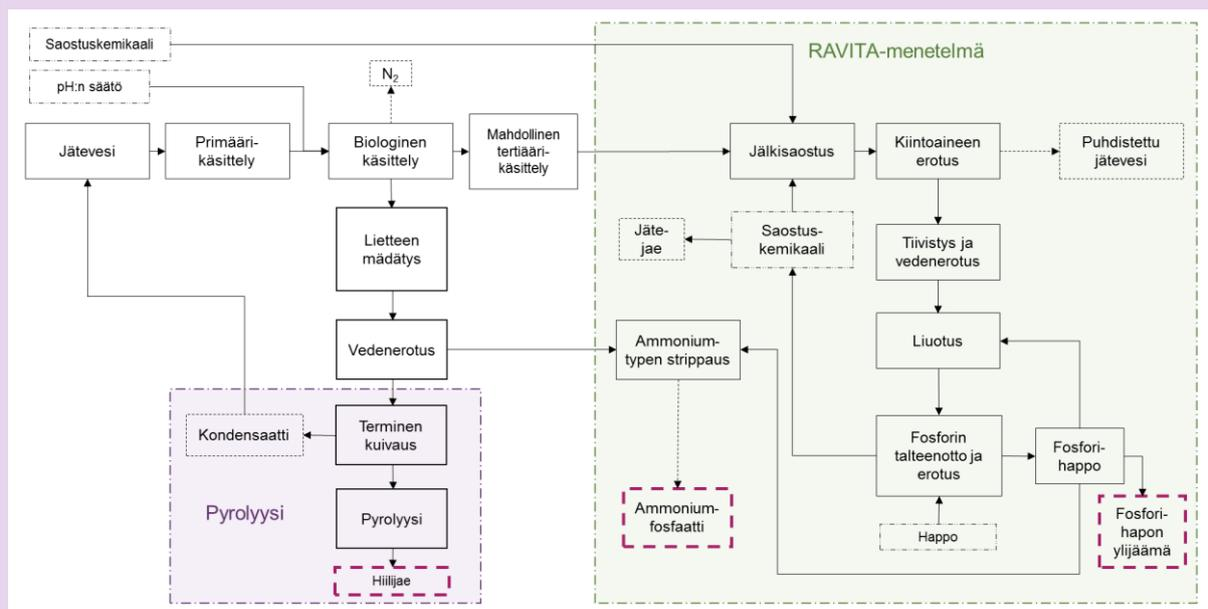 Saostuskemikaali
RAVITA-menetelmä
pH:n säätö
N₂
Jätevesi
Primääri-
käsittely
Biologinen
käsittely
Mahdollinen
tertiääri-
käsittely
Jälkisaostus
Kiintoaineen
erotus
Puhdistettu
jätevesi
Lietteen
mädätys
Jäte-
jae
Saostus-
kemikaali
Tiivistys ja
vedenerotus
Vedenerotus
Ammonium-
typen strippaus
Liuotus
Kondensaatti
Terminen
kuivaus
Fosforin
talteenotto ja
erotus
Fosfori-
happo
Pyrolyysi
Pyrolyysi
Ammonium-
fosfaatti
Happo
Fosfori-
hapon
ylijäämä
Hiilijae